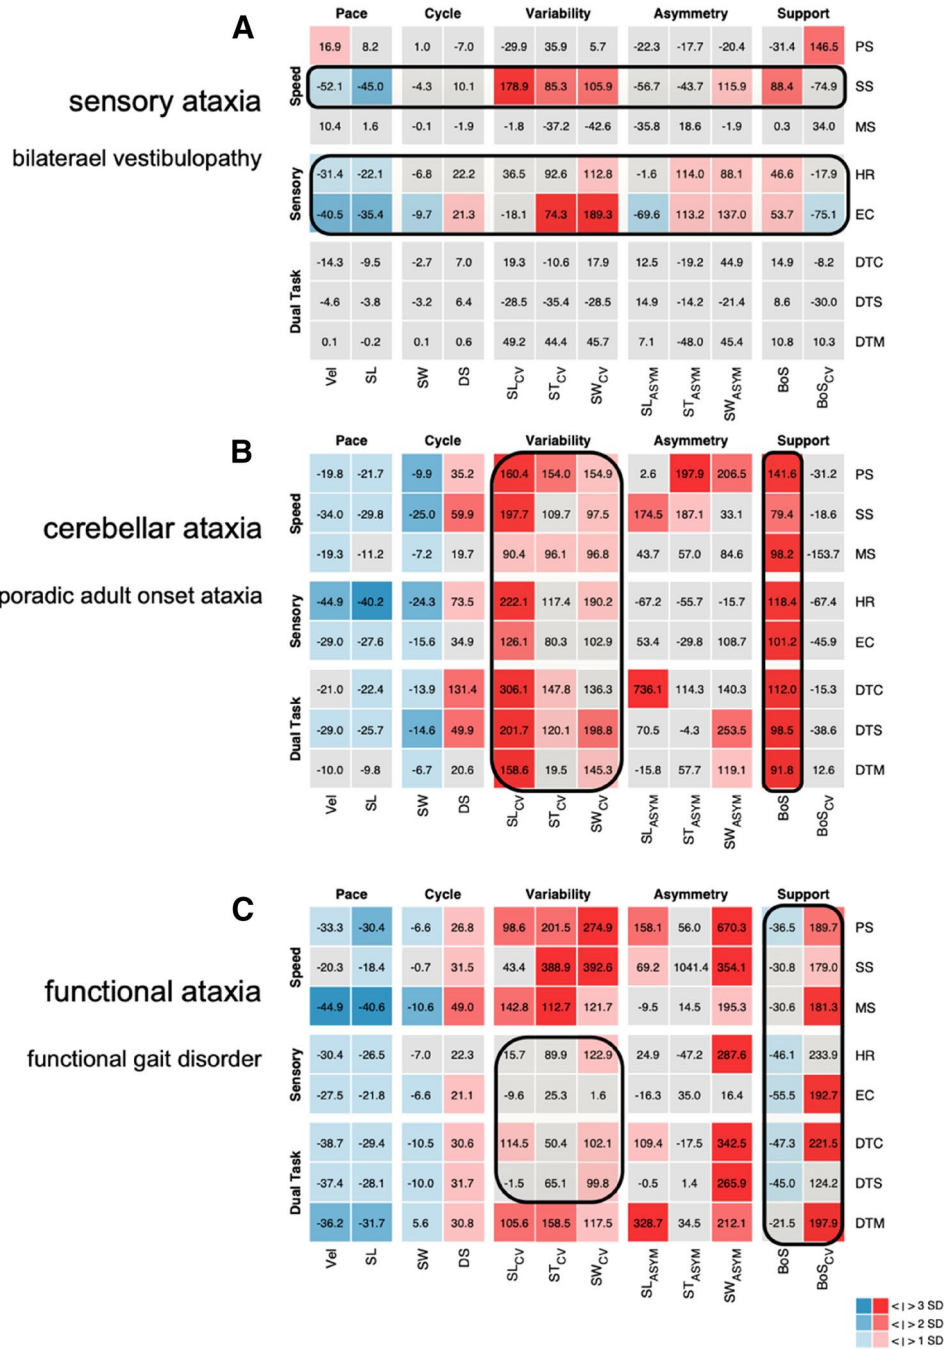 A
Pace Cycle Variability Asymmetry Support
sensory ataxia
bilaterael vestibulopathy
Speed
16.9 8.2 1.0 -7.0 -29.9 35.9 5.7 -22.3 -17.7 -20.4 -31.4 146.5 PS
-52.1 -45.0 -4.3 10.1 178.9 85.3 105.9 -56.7 -43.7 115.9 88.4 -74.9 SS
10.4 1.6 -0.1 -1.9 -1.8 -37.2 -42.6 -35.8 18.6 -1.9 0.3 34.0 MS
Sensory
-31.4 -22.1 -6.8 22.2 36.5 92.6 112.8 -1.6 114.0 88.1 46.6 -17.9 HR
-40.5 -35.4 -9.7 21.3 -18.1 74.3 189.3 -69.6 113.2 137.0 53.7 -75.1 EC
Dual Task
-14.3 -9.5 -2.7 7.0 19.3 -10.6 17.9 12.5 -19.2 44.9 14.9 -8.2 DTC
-4.6 -3.8 -3.2 6.4 -28.5 -35.4 -28.5 14.9 -14.2 -21.4 8.6 -30.0 DTS
0.1 -0.2 0.1 0.6 49.2 44.4 45.7 7.1 -48.0 45.4 10.8 10.3 DTM
Vel SL SW DS SLCV STCV SWCV SLASYM STASYM SWASYM BoS BoSCV
B
Pace Cycle Variability Asymmetry Support
cerebellar ataxia
poradic adult onset ataxia
Speed
-19.8 -21.7 -9.9 35.2 160.4 154.0 154.9 2.6 197.9 206.5 141.6 -31.2 PS
-34.0 -29.8 -25.0 59.9 197.7 109.7 97.5 174.5 187.1 33.1 79.4 -18.6 SS
-19.3 -11.2 -7.2 19.7 90.4 96.1 96.8 43.7 57.0 84.6 98.2 -153.7 MS
Sensory
-44.9 -40.2 -24.3 73.5 222.1 117.4 190.2 -67.2 -55.7 -15.7 118.4 -67.4 HR
-29.0 -27.6 -15.6 34.9 126.1 80.3 102.9 53.4 -29.8 108.7 101.2 -45.9 EC
Dual Task
-21.0 -22.4 -13.9 131.4 306.1 147.8 136.3 736.1 114.3 140.3 112.0 -15.3 DTC
-29.0 -25.7 -14.6 49.9 201.7 120.1 198.8 70.5 -4.3 253.5 98.5 -38.6 DTS
-10.0 -9.8 -6.7 20.6 158.6 19.5 145.3 -15.8 57.7 119.1 91.8 12.6 DTM
Vel SL SW DS SLCV STCV SWCV SLASYM STASYM SWASYM BoS BoSCV
C
Pace Cycle Variability Asymmetry Support
functional ataxia
functional gait disorder
Speed
-33.3 -30.4 -6.6 26.8 98.6 201.5 274.9 158.1 56.0 670.3 -36.5 189.7 PS
-20.3 -18.4 -0.7 31.5 43.4 388.9 392.6 69.2 1041.4 354.1 -30.8 179.0 SS
-44.9 -40.6 -10.6 49.0 142.8 112.7 121.7 -9.5 14.5 195.3 -30.6 181.3 MS
Sensory
-30.4 -26.5 -7.0 22.3 15.7 89.9 122.9 24.9 -47.2 287.6 -46.1 233.9 HR
-27.5 -21.8 -6.6 21.1 -9.6 25.3 1.6 -16.3 35.0 16.4 -55.5 192.7 EC
Dual Task
-38.7 -29.4 -10.5 30.6 114.5 50.4 102.1 109.4 -17.5 342.5 -47.3 221.5 DTC
-37.4 -28.1 -10.0 31.7 -1.5 65.1 99.8 -0.5 1.4 265.9 -45.0 124.2 DTS
-36.2 -31.7 5.6 30.8 105.6 158.5 117.5 328.7 34.5 212.1 -21.5 197.9 DTM
Vel SL SW DS SLCV STCV SWCV SLASYM STASYM SWASYM BoS BoSCV
< | > 3 SD
< | > 2 SD
< | > 1 SD